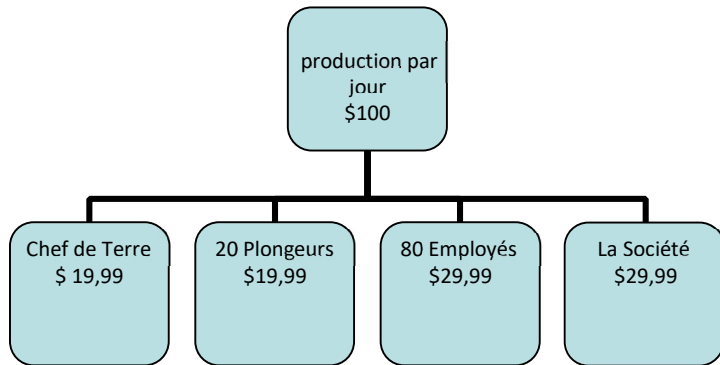 production par
jour
$100
Chef de Terre
$ 19,99
20 Plongeurs
$19,99
80 Employés
$29,99
La Société
$29,99